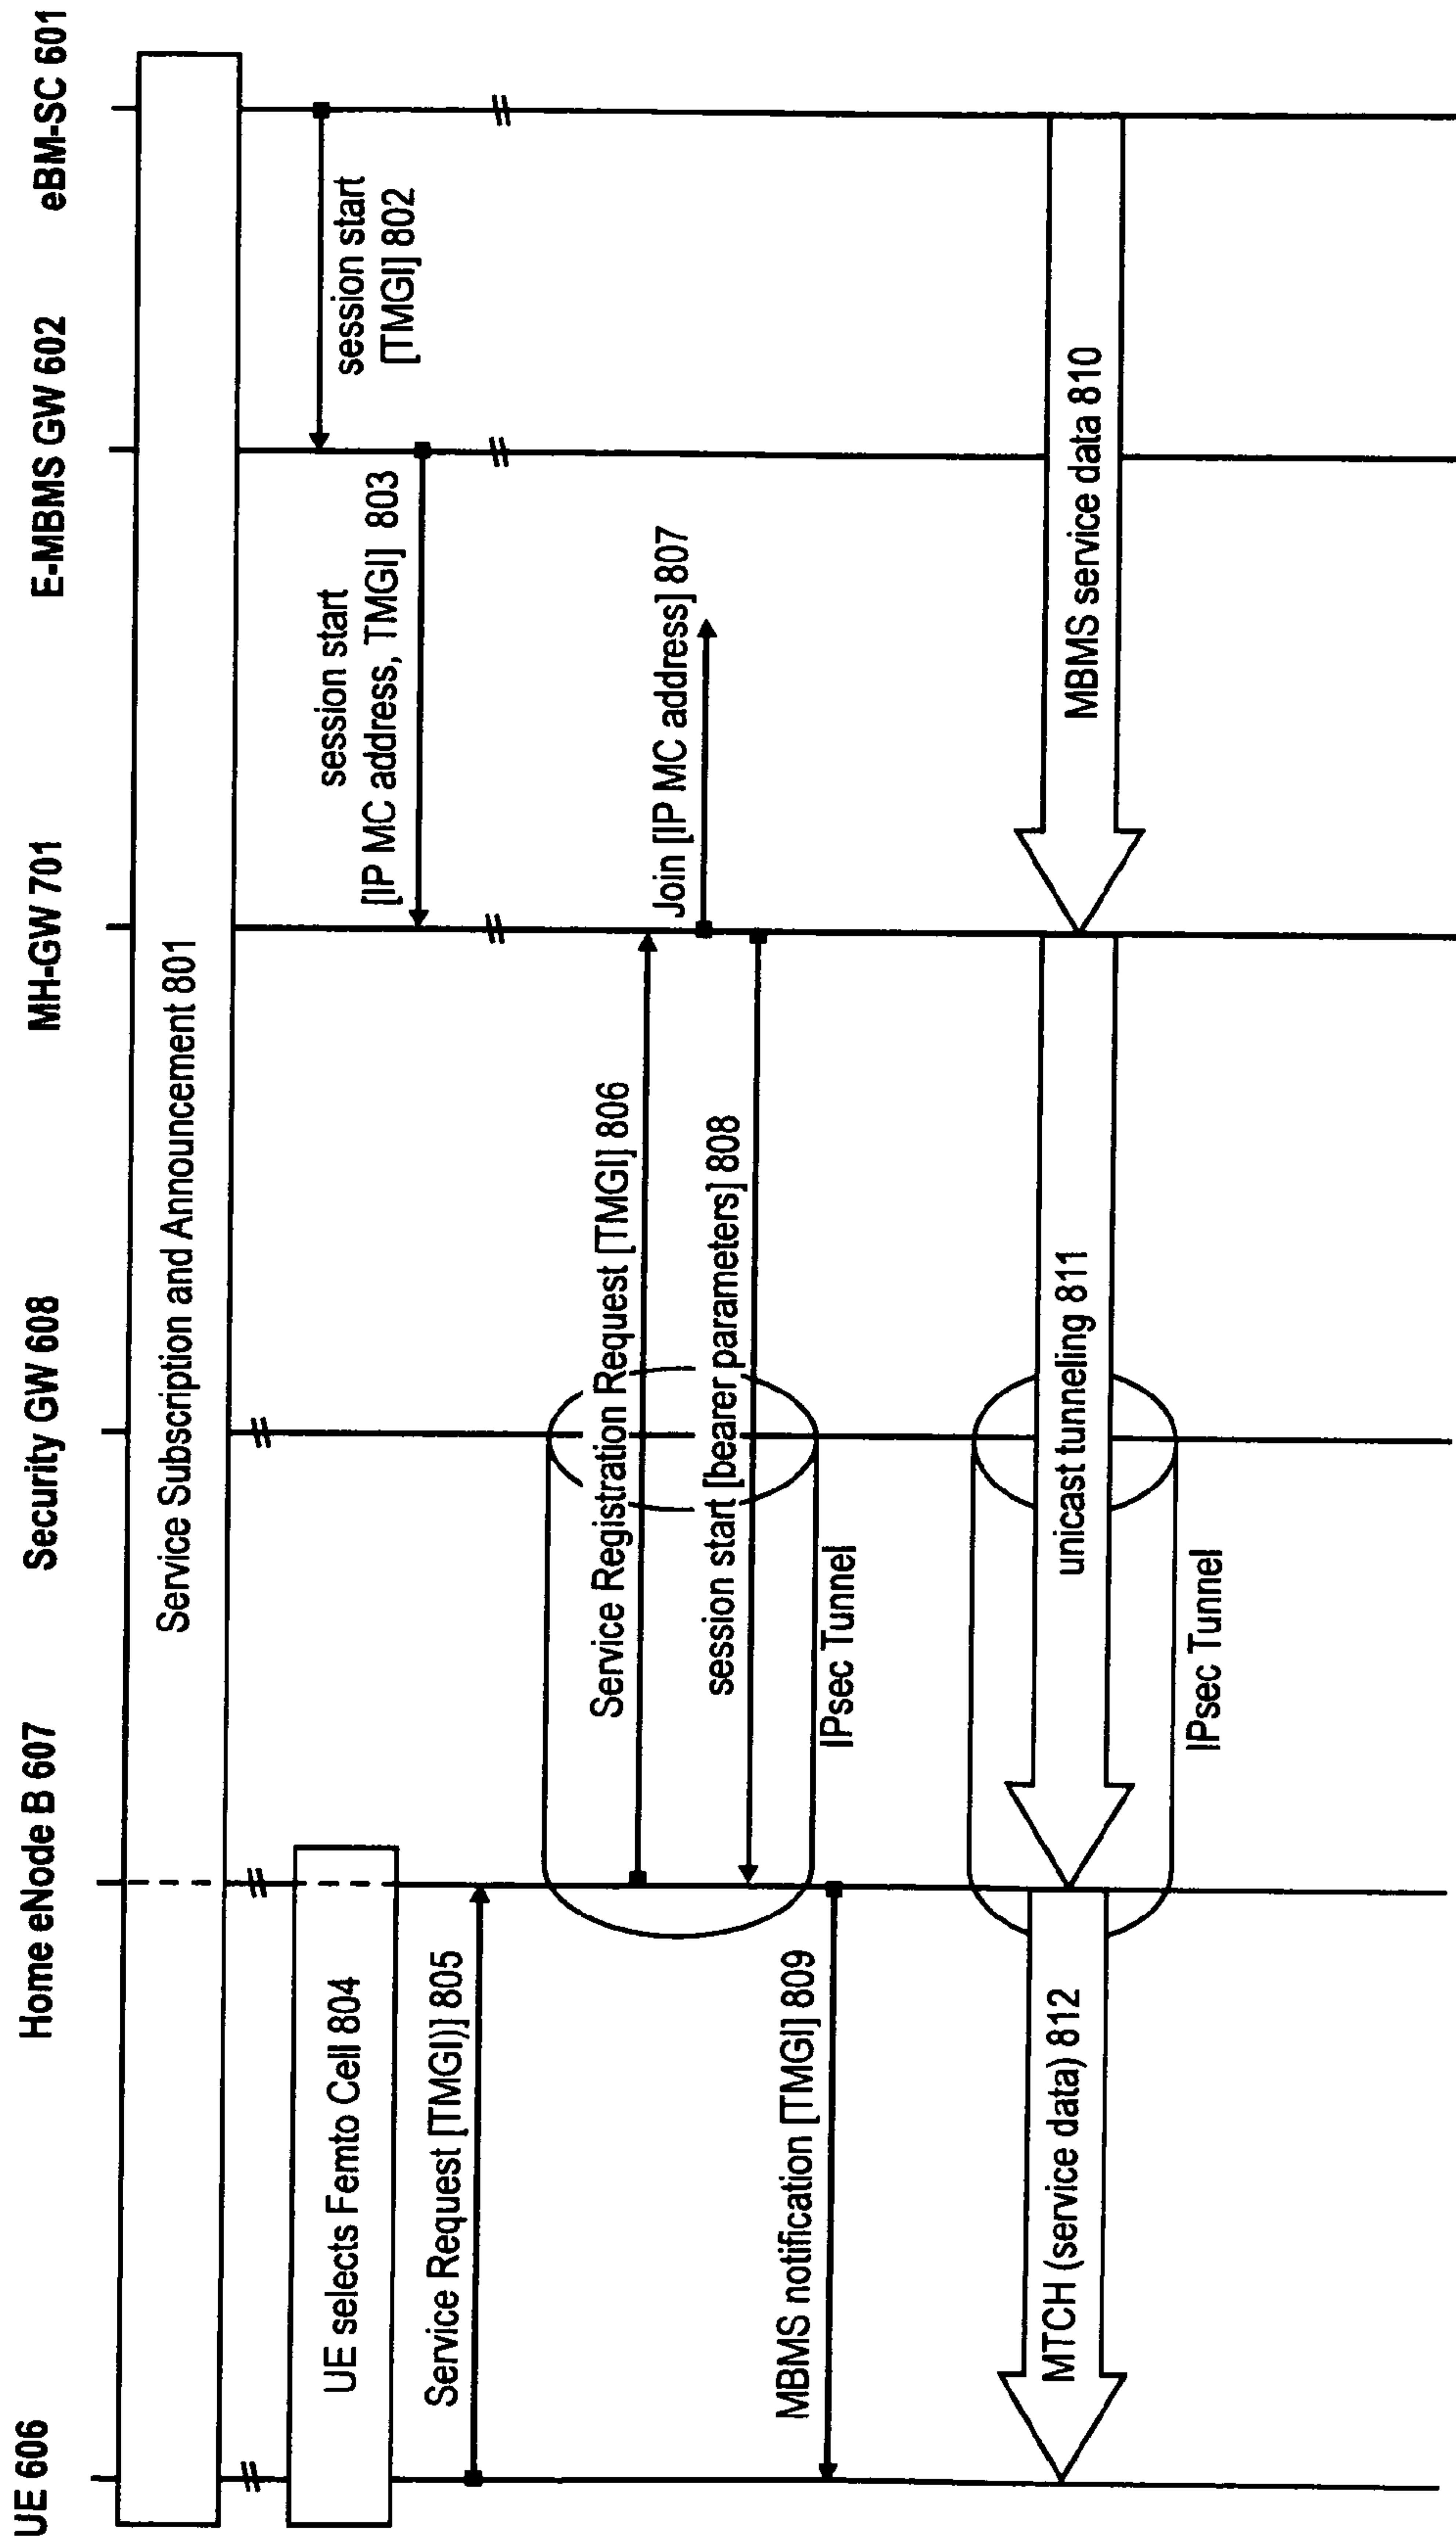 UE 606
Home eNode B 607
Security GW 608
MH-GW 701
E-MBMS GW 602
eBM-SC 601
Service Subscription and Announcement 801
session start
[TMGI] 802
session start
[IP MC address, TMGI] 803
UE selects Femto Cell 804
Service Request [TMGI)] 805
Service Registration Request [TMGI] 806
Join [IP MC address] 807
session start [bearer parameters] 808
IPsec Tunnel
MBMS notification [TMGI] 809
MBMS service data 810
unicast tunneling 811
MTCH (service data) 812
IPsec Tunnel